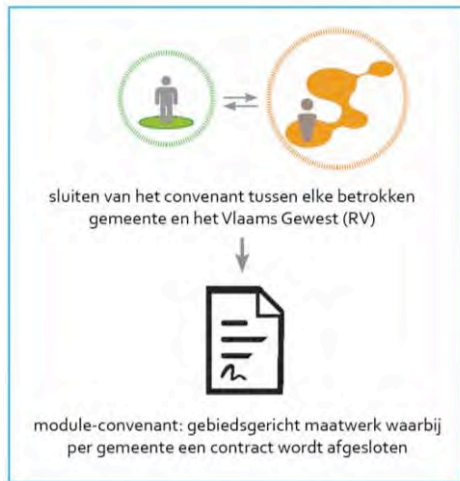 sluiten van het convenant tussen elke betrokken
gemeente en het Vlaams Gewest (RV)
module-convenant: gebiedsgericht maatwerk waarbij
per gemeente een contract wordt afgesloten